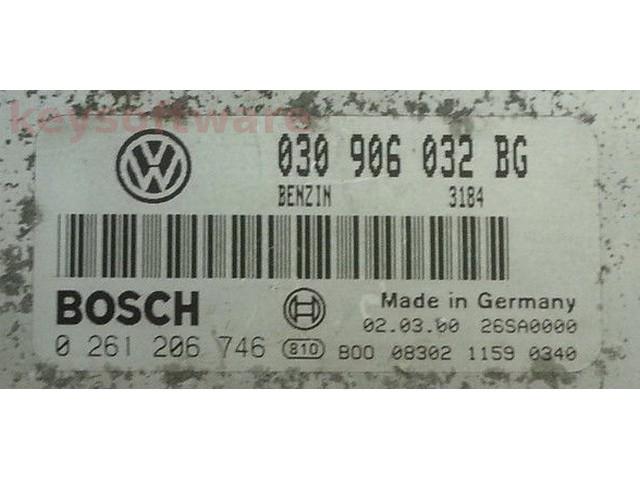 keysoftware
030 906 032 BG
BENZIN 3184
BOSCH
Made in Germany
02.03.00 26SA0000
0 261 206 746 810 800 08302 1159 0340